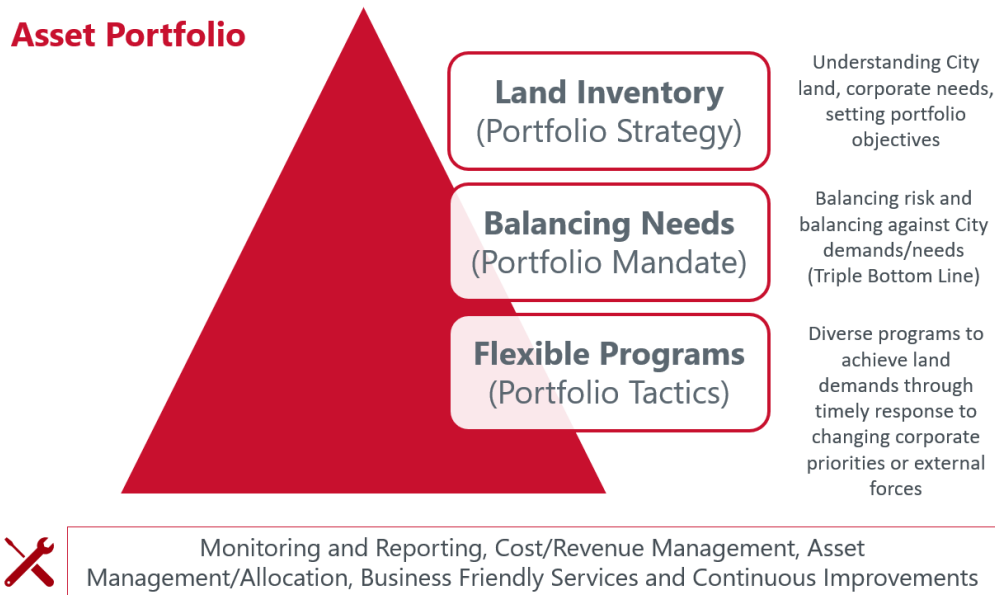 Asset Portfolio
Land Inventory
(Portfolio Strategy)
Understanding City
land, corporate needs,
setting portfolio
objectives
Balancing Needs
(Portfolio Mandate)
Balancing risk and
balancing against City
demands/needs
(Triple Bottom Line)
Flexible Programs
(Portfolio Tactics)
Diverse programs to
achieve land
demands through
timely response to
changing corporate
priorities or external
forces
Monitoring and Reporting, Cost/Revenue Management, Asset
Management/Allocation, Business Friendly Services and Continuous Improvements